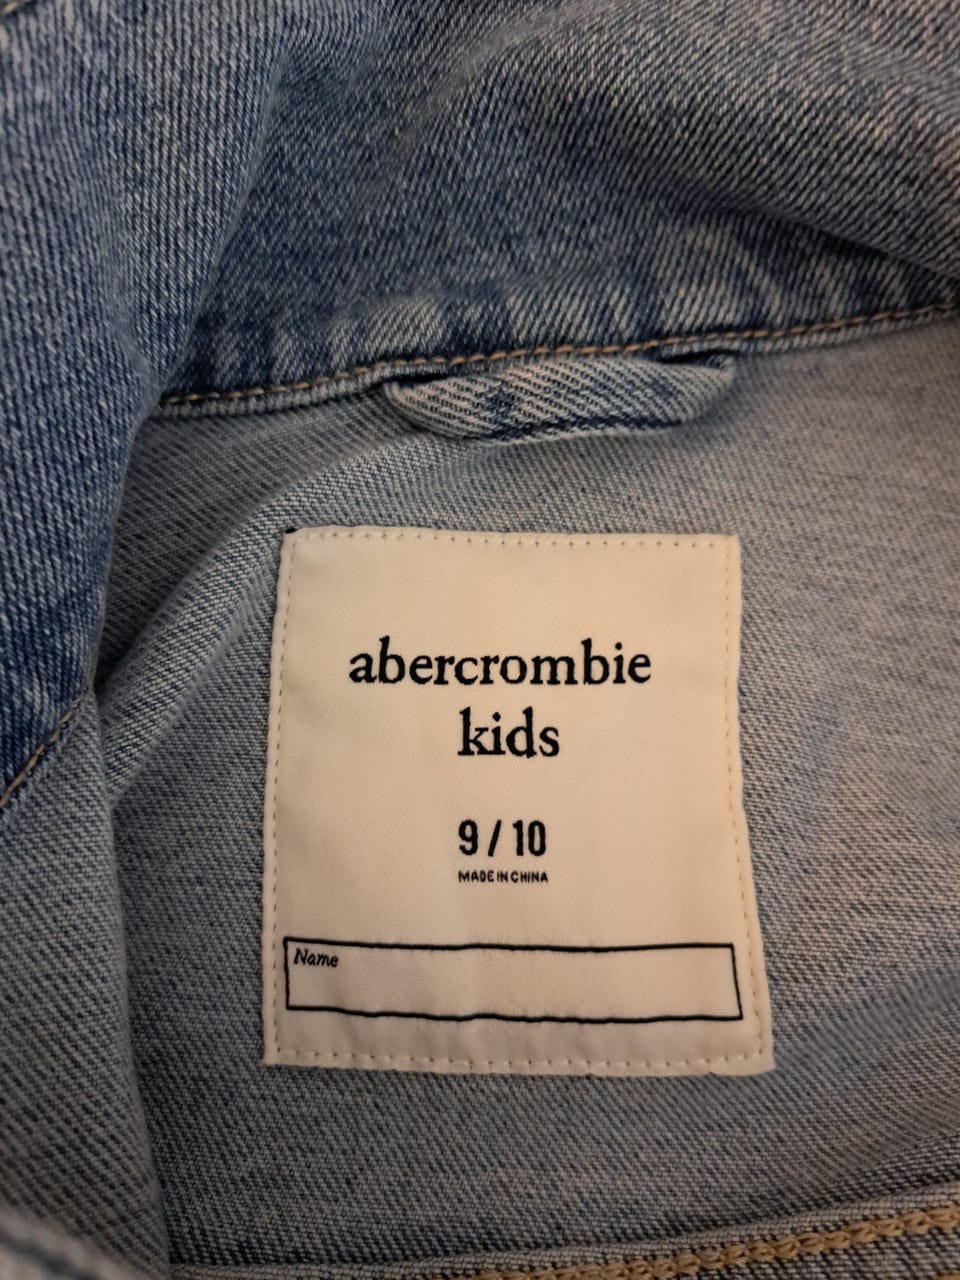 abercrombie
kids
9 / 10
MADE IN CHINA
Name